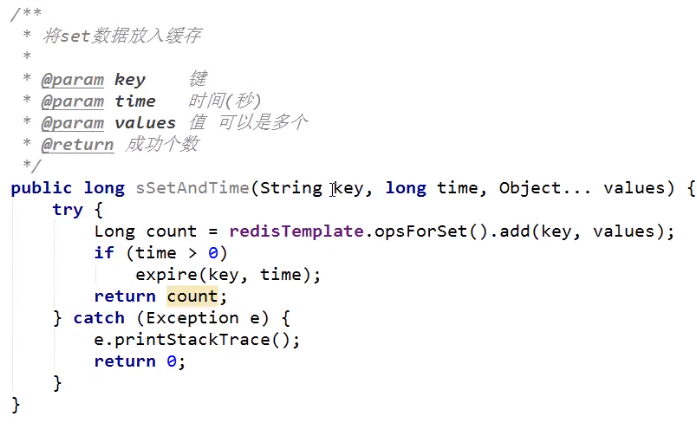 /**
 * 将set数据放入缓存
 *
 * @param key    键
 * @param time   时间(秒)
 * @param values 值 可以是多个
 * @return 成功个数
 */
public long sSetAndTime(String key, long time, Object... values) {
    try {
        Long count = redisTemplate.opsForSet().add(key, values);
        if (time > 0)
            expire(key, time);
        return count;
    } catch (Exception e) {
        e.printStackTrace();
        return 0;
    }
}